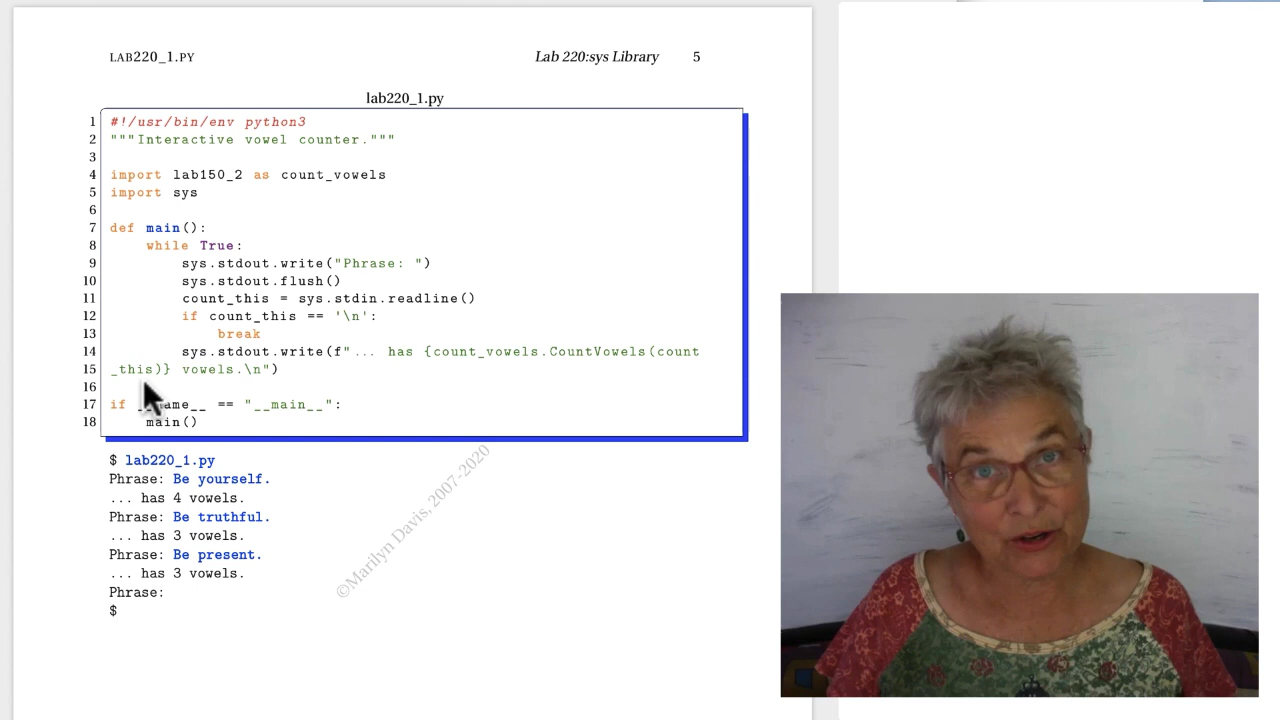 LAB220_1.PY Lab 220:sys Library 5
lab220_1.py
1 #!/usr/bin/env python3
2 """Interactive vowel counter."""
3
4 import lab150_2 as count_vowels
5 import sys
6
7 def main():
8     while True:
9         sys.stdout.write("Phrase: ")
10         sys.stdout.flush()
11         count_this = sys.stdin.readline()
12         if count_this == '\n':
13             break
14         sys.stdout.write(f"... has {count_vowels.CountVowels(count
15 _this)} vowels.\n")
16
17 if __name__ == "__main__":
18     main()
$ lab220_1.py
Phrase: Be yourself.
... has 4 vowels.
Phrase: Be truthful.
... has 3 vowels.
Phrase: Be present.
... has 3 vowels.
Phrase:
$
©Marilyn Davis, 2007-2020